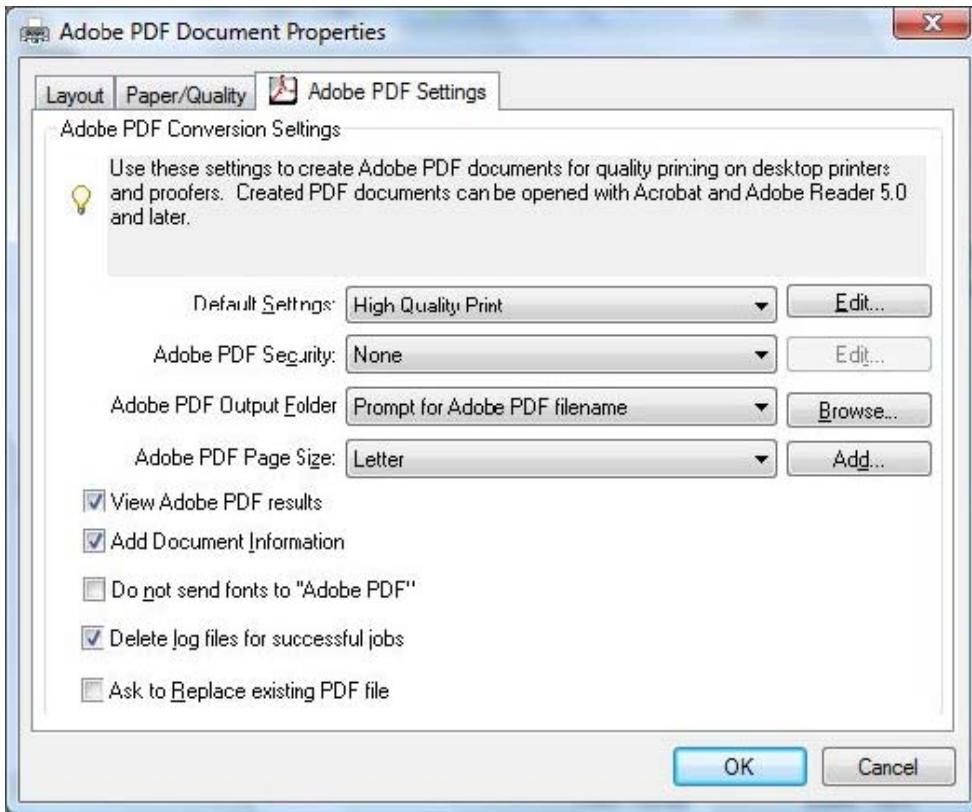 Adobe PDF Document Properties
Layout
Paper/Quality
Adobe PDF Settings
Adobe PDF Conversion Settings
Use these settings to create Adobe PDF documents for quality printing on desktop printers
and proofers. Created PDF documents can be opened with Acrobat and Adobe Reader 5.0
and later.
Default Settings: High Quality Print Edit...
Adobe PDF Security: None Edit...
Adobe PDF Output Folder Prompt for Adobe PDF filename Browse...
Adobe PDF Page Size: Letter Add...
View Adobe PDF results
Add Document Information
Do not send fonts to "Adobe PDF"
Delete log files for successful jobs
Ask to Replace existing PDF file
OK Cancel